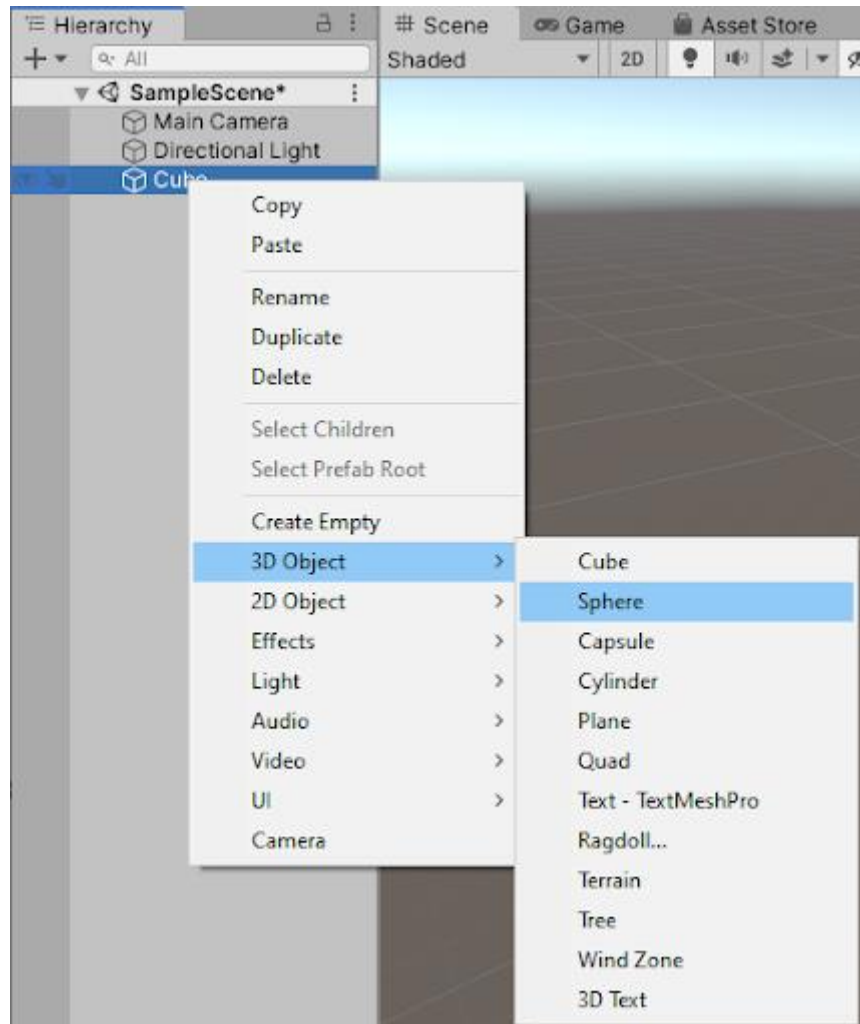 Hierarchy
# Scene
Game
Asset Store
All
Shaded
2D
SampleScene*
Main Camera
Directional Light
Cube
Copy
Paste
Rename
Duplicate
Delete
Select Children
Select Prefab Root
Create Empty
3D Object
2D Object
Effects
Light
Audio
Video
UI
Camera
Cube
Sphere
Capsule
Cylinder
Plane
Quad
Text - TextMeshPro
Ragdoll...
Terrain
Tree
Wind Zone
3D Text